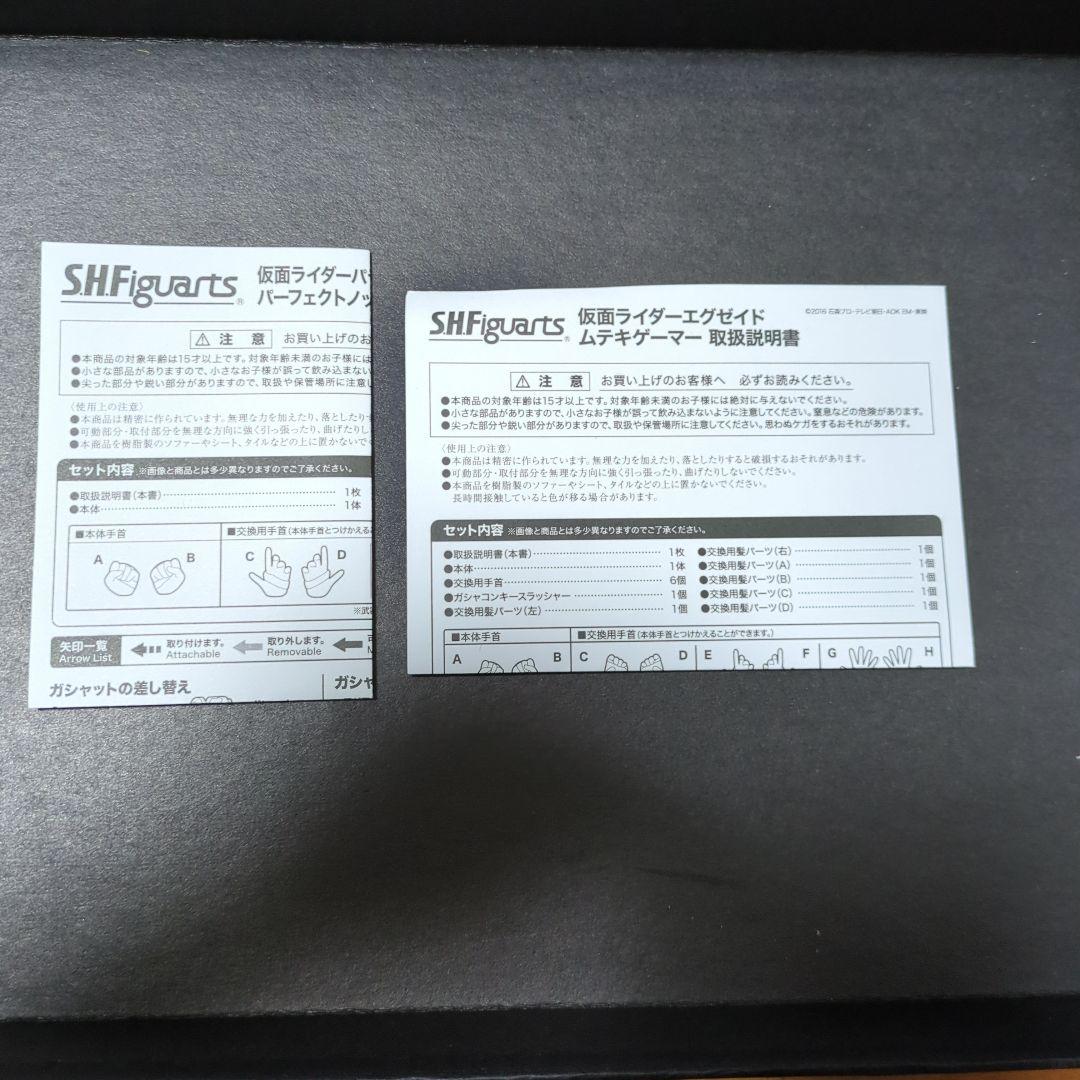 S.H.Figuarts®
仮面ライダーパ
パーフェクトノッ
⚠ 注 意 お買い上げのお
●本商品の対象年齢は15才以上です。対象年齢未満のお子様には
●小さな部品がありますので、小さなお子様が誤って飲み込まない
●尖った部分や鋭い部分がありますので、取扱や保管場所に注意し
〈使用上の注意〉
●本商品は精密に作られています。無理な力を加えたり、落としたりす
●可動部分・取付部分を無理な方向に強く引っ張ったり、曲げたりし
●本商品を樹脂製のソファーやシート、タイルなどの上に置かないで
セット内容 ※画像と商品とは多少異なりますのでご了承ください。
●取扱説明書(本書) 1枚
●本体 1体
■本体手首 ■交換用手首(本体手首とつけかえるこ
A B C D
※武
矢印一覧 Arrow List
取り付けます。 Attachable
取り外します。 Removable
ガシャットの差し替え
ガシャ
S.H.Figuarts®
仮面ライダーエグゼイド
ムテキゲーマー 取扱説明書
©2016 石森プロ・テレビ朝日・ADK EM・東映
⚠ 注 意 お買い上げのお客様へ 必ずお読みください。
●本商品の対象年齢は15才以上です。対象年齢未満のお子様には絶対に与えないでください。
●小さな部品がありますので、小さなお子様が誤って飲み込まないように注意してください。窒息などの危険があります。
●尖った部分や鋭い部分がありますので、取扱や保管場所に注意してください。思わぬケガをするおそれがあります。
〈使用上の注意〉
●本商品は精密に作られています。無理な力を加えたり、落としたりすると破損するおそれがあります。
●可動部分・取付部分を無理な方向に強く引っ張ったり、曲げたりしないでください。
●本商品を樹脂製のソファーやシート、タイルなどの上に置かないでください。
長時間接触していると色が移る場合があります。
セット内容 ※画像と商品とは多少異なりますのでご了承ください。
●取扱説明書(本書) 1枚
●本体 1体
●交換用手首 6個
●ガシャコンキースラッシャー 1個
●交換用髪パーツ(左) 1個
●交換用髪パーツ(右) 1個
●交換用髪パーツ(A) 1個
●交換用髪パーツ(B) 1個
●交換用髪パーツ(C) 1個
●交換用髪パーツ(D) 1個
■本体手首 ■交換用手首(本体手首とつけかえることができます。)
A B C D E F G H